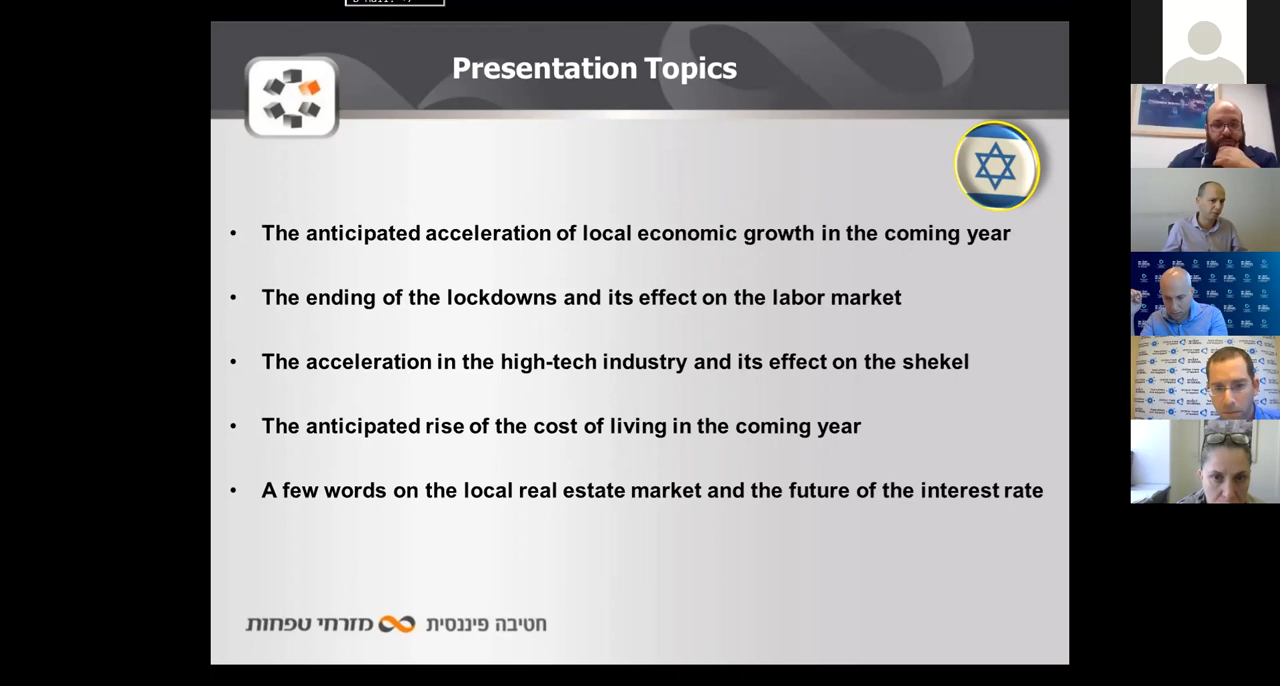 Presentation Topics
• The anticipated acceleration of local economic growth in the coming year
• The ending of the lockdowns and its effect on the labor market
• The acceleration in the high-tech industry and its effect on the shekel
• The anticipated rise of the cost of living in the coming year
• A few words on the local real estate market and the future of the interest rate
חטיבה פיננסית מזרחי טפחות